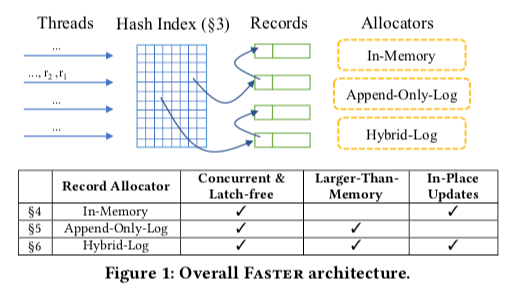 Threads Hash Index (§3) Records Allocators
...
..., r2 ,r1
...
...
In-Memory
Append-Only-Log
Hybrid-Log
Record Allocator Concurrent & Latch-free Larger-Than-Memory In-Place Updates
§4 In-Memory ✓ ✓
§5 Append-Only-Log ✓ ✓
§6 Hybrid-Log ✓ ✓ ✓
Figure 1: Overall FASTER architecture.